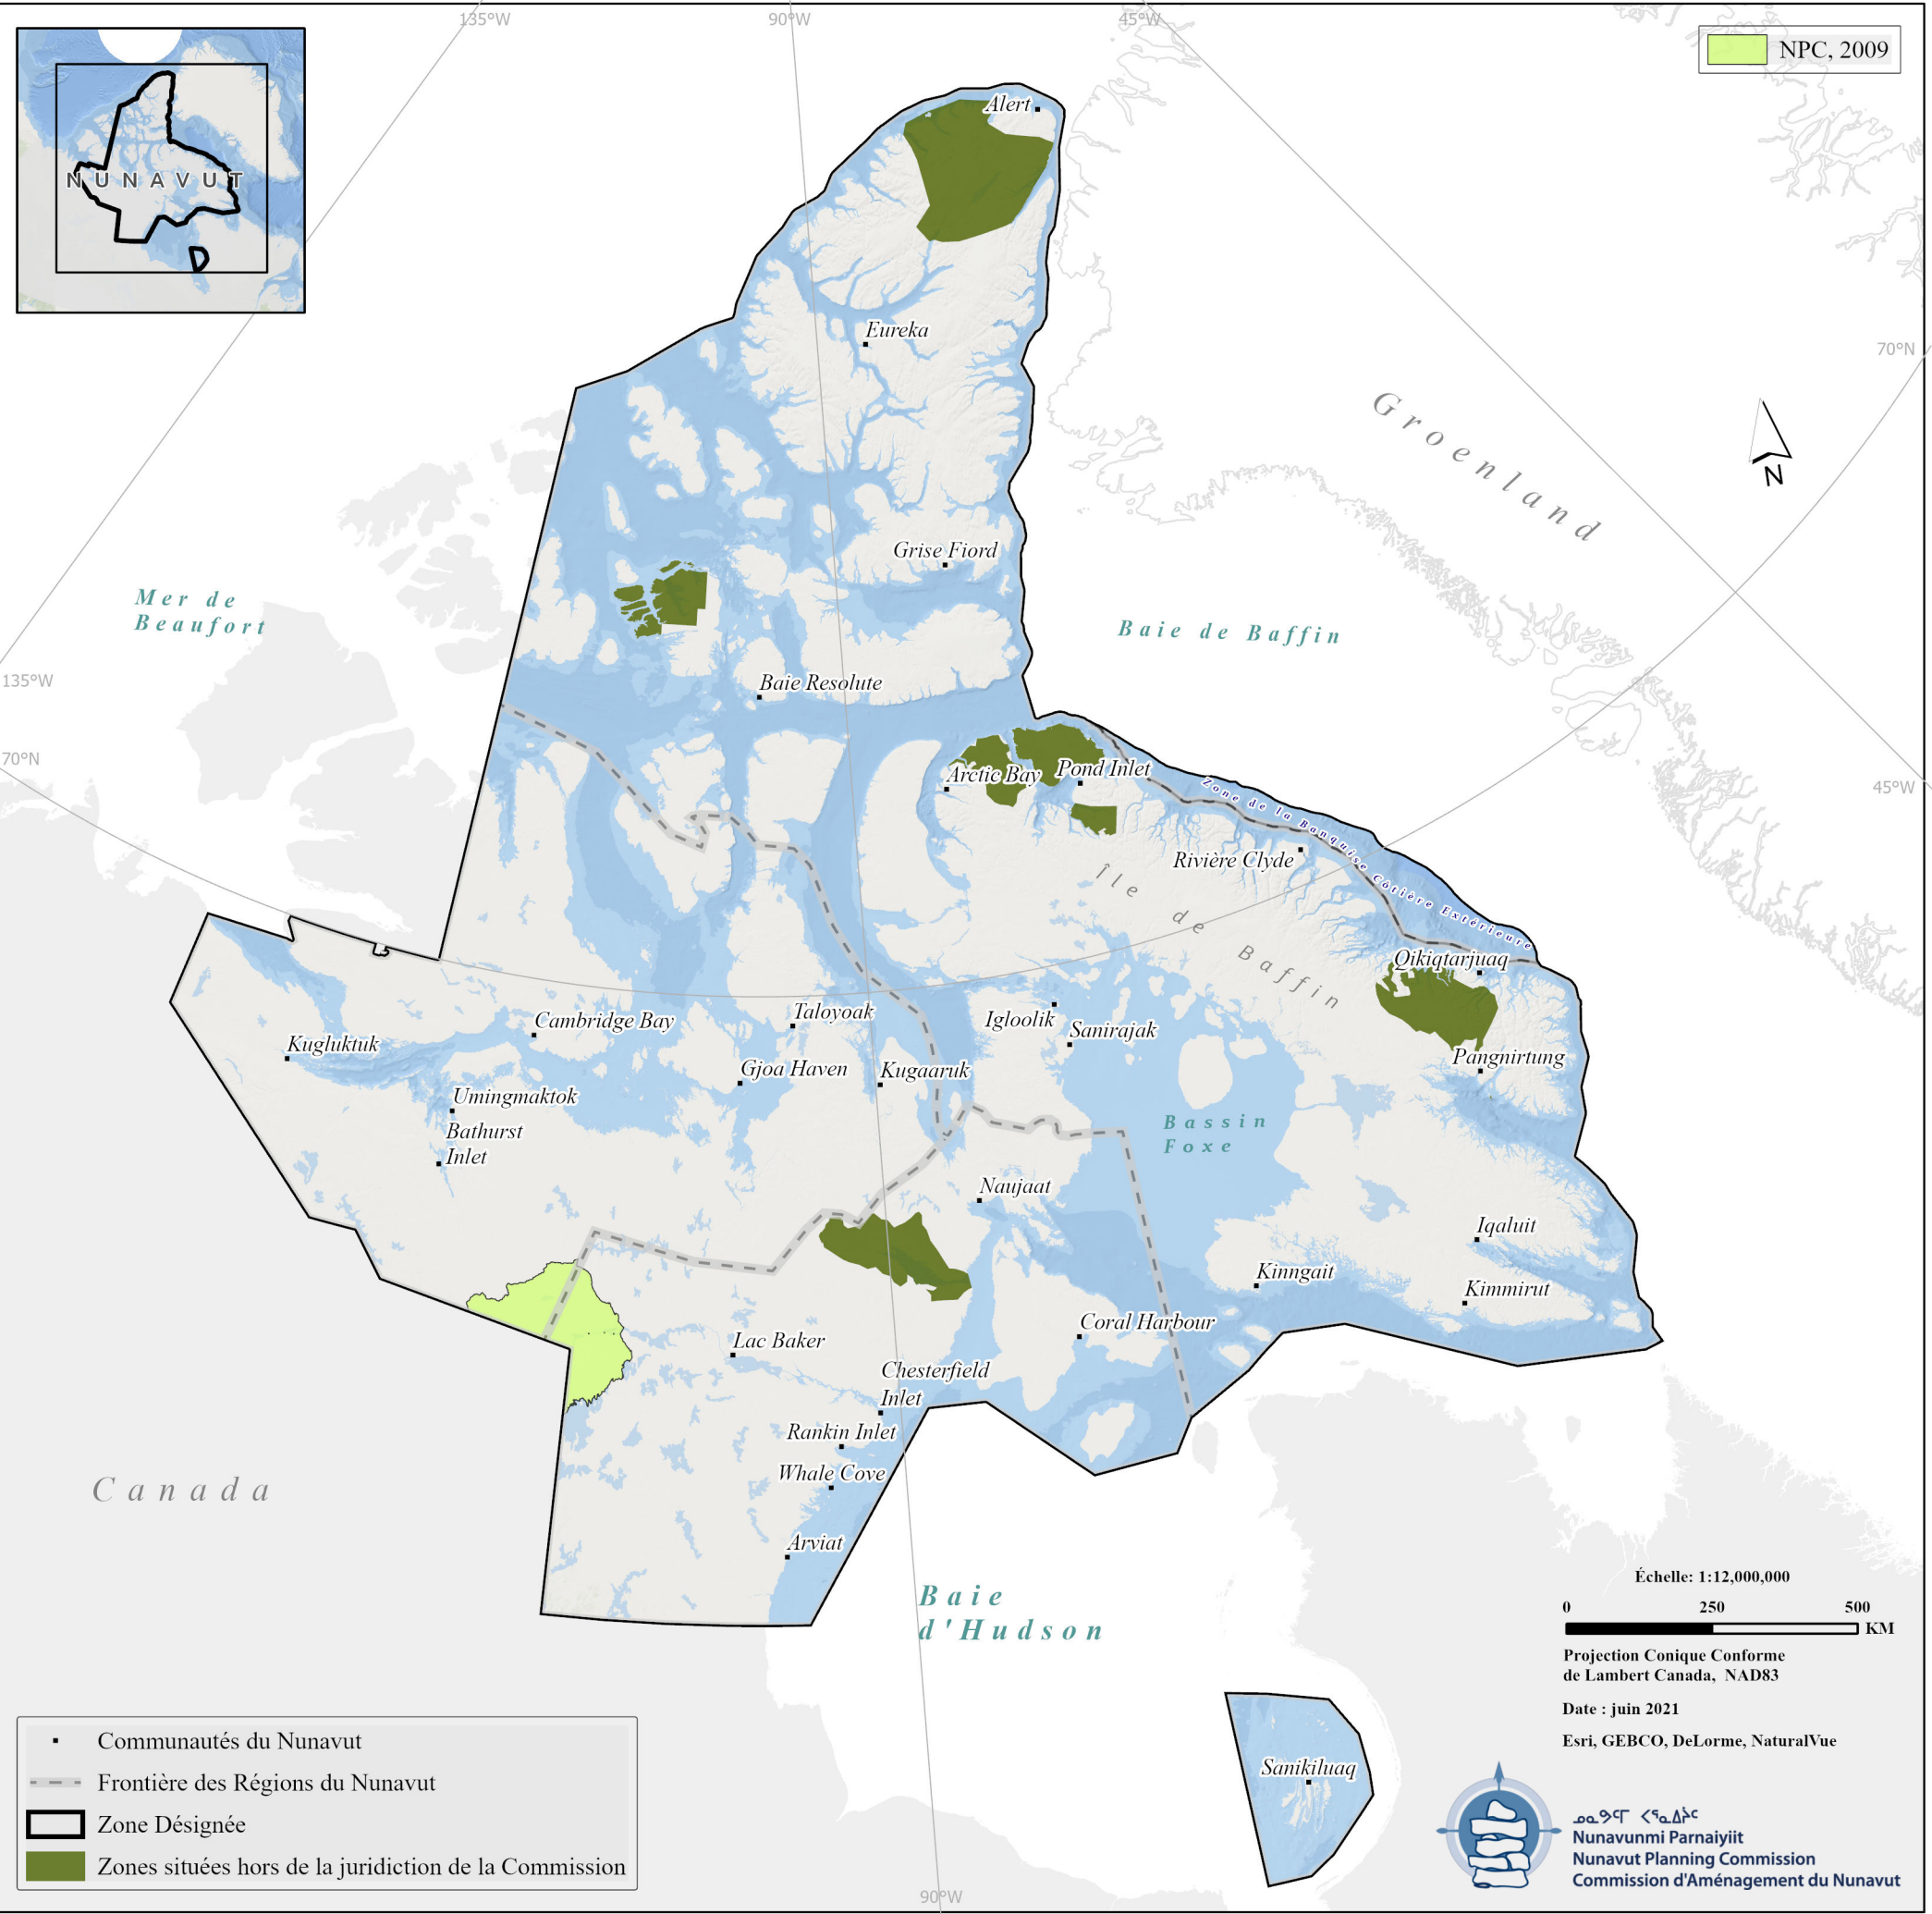 135°W
90°W
45°W
NPC, 2009
NUNAVUT
Alert
Eureka
70°N
Groenland
N
Grise Fiord
Mer de
Beaufort
Baie de Baffin
135°W
Baie Resolute
70°N
Arctic Bay
Pond Inlet
Zone de la Banquise Côtière Extérieure
45°W
Rivière Clyde
Île de Baffin
Qikiqtarjuaq
Taloyoak
Igloolik
Cambridge Bay
Sanirajak
Kugluktuk
Pangnirtung
Gjoa Haven
Kugaaruk
Umingmaktok
Bassin
Foxe
Bathurst
Inlet
Naujaat
Iqaluit
Kinngait
Kimmirut
Coral Harbour
Lac Baker
Chesterfield
Inlet
Rankin Inlet
Whale Cove
Canada
Arviat
Baie
d'Hudson
Échelle: 1:12,000,000
0 250 500
KM
Projection Conique Conforme
de Lambert Canada, NAD83
Date : juin 2021
Esri, GEBCO, DeLorme, NaturalVue
Sanikiluaq
Communautés du Nunavut
Frontière des Régions du Nunavut
Zone Désignée
Zones situées hors de la juridiction de la Commission
ᓄᓇᕗᑦᒥ ᐸᕐᓇᐃᔩᑦ
Nunavunmi Parnaiyiit
Nunavut Planning Commission
Commission d'Aménagement du Nunavut
90°W